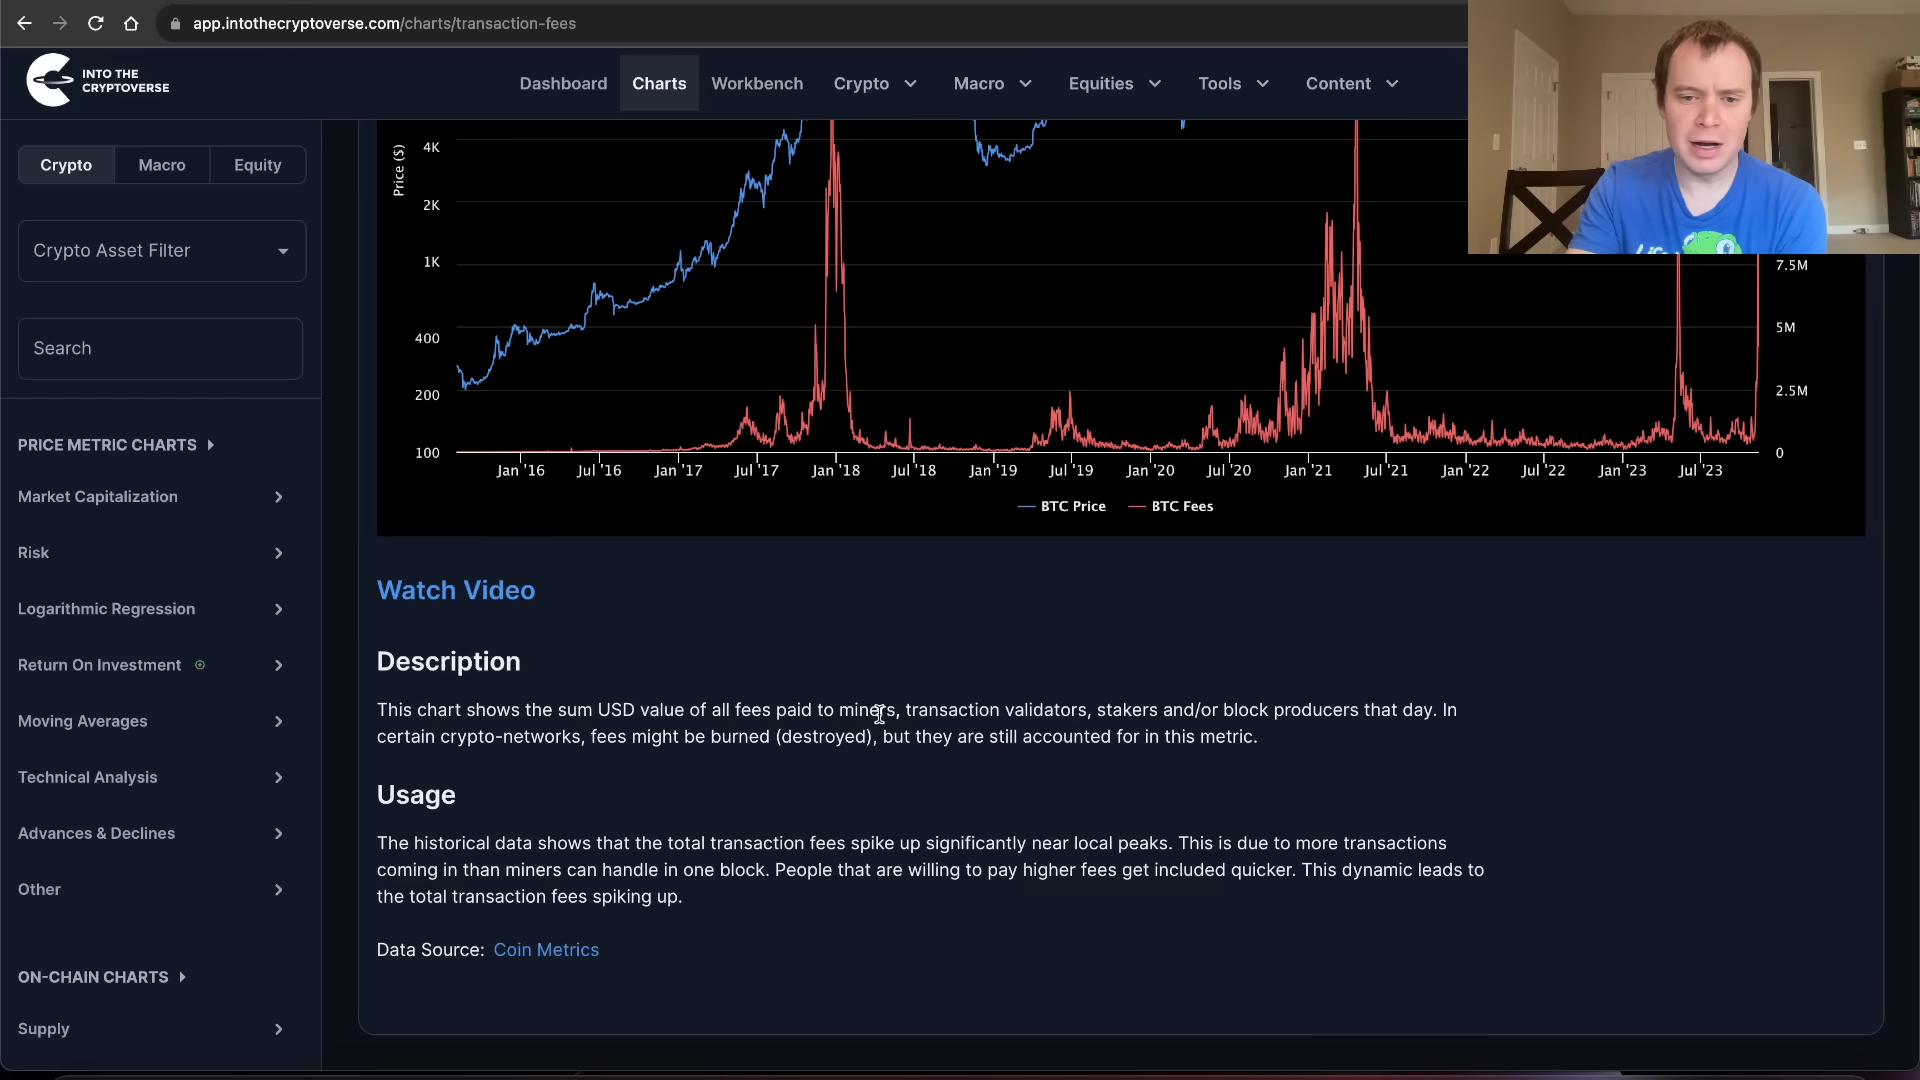 app.intothecryptoverse.com/charts/transaction-fees
INTO THE
CRYPTOVERSE
Dashboard Charts Workbench Crypto Macro Equities Tools Content
Crypto Macro Equity
Crypto Asset Filter
Search
PRICE METRIC CHARTS
Market Capitalization
Risk
Logarithmic Regression
Return On Investment
Moving Averages
Technical Analysis
Advances & Declines
Other
ON-CHAIN CHARTS
Supply
Price ($)
4K
2K
1K
400
200
100
7.5M
5M
2.5M
0
Jan '16 Jul '16 Jan '17 Jul '17 Jan '18 Jul '18 Jan '19 Jul '19 Jan '20 Jul '20 Jan '21 Jul '21 Jan '22 Jul '22 Jan '23 Jul '23
BTC Price BTC Fees
Watch Video
Description
This chart shows the sum USD value of all fees paid to miners, transaction validators, stakers and/or block producers that day. In
certain crypto-networks, fees might be burned (destroyed), but they are still accounted for in this metric.
Usage
The historical data shows that the total transaction fees spike up significantly near local peaks. This is due to more transactions
coming in than miners can handle in one block. People that are willing to pay higher fees get included quicker. This dynamic leads to
the total transaction fees spiking up.
Data Source: Coin Metrics